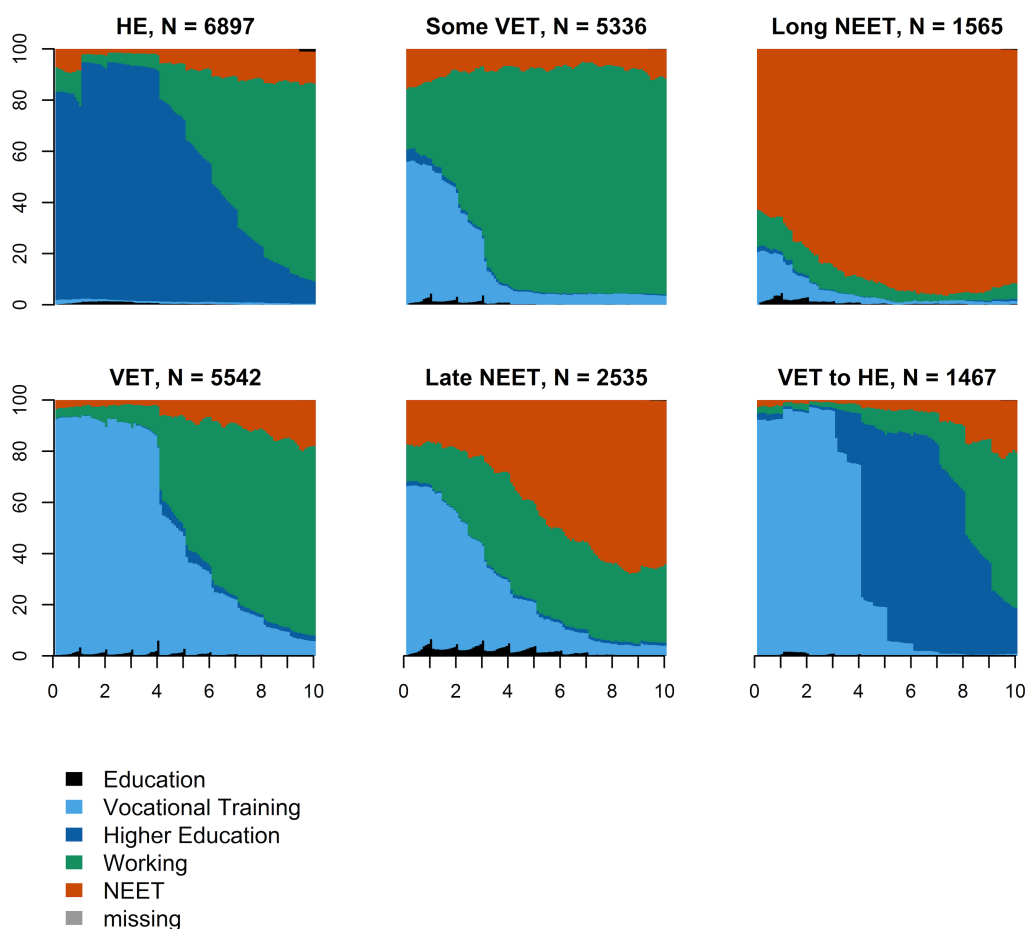 HE, N = 6897
Some VET, N = 5336
Long NEET, N = 1565
100
80
60
40
20
0
VET, N = 5542
Late NEET, N = 2535
VET to HE, N = 1467
100
80
60
40
20
0
0 2 4 6 8 10
0 2 4 6 8 10
0 2 4 6 8 10
Education
Vocational Training
Higher Education
Working
NEET
missing